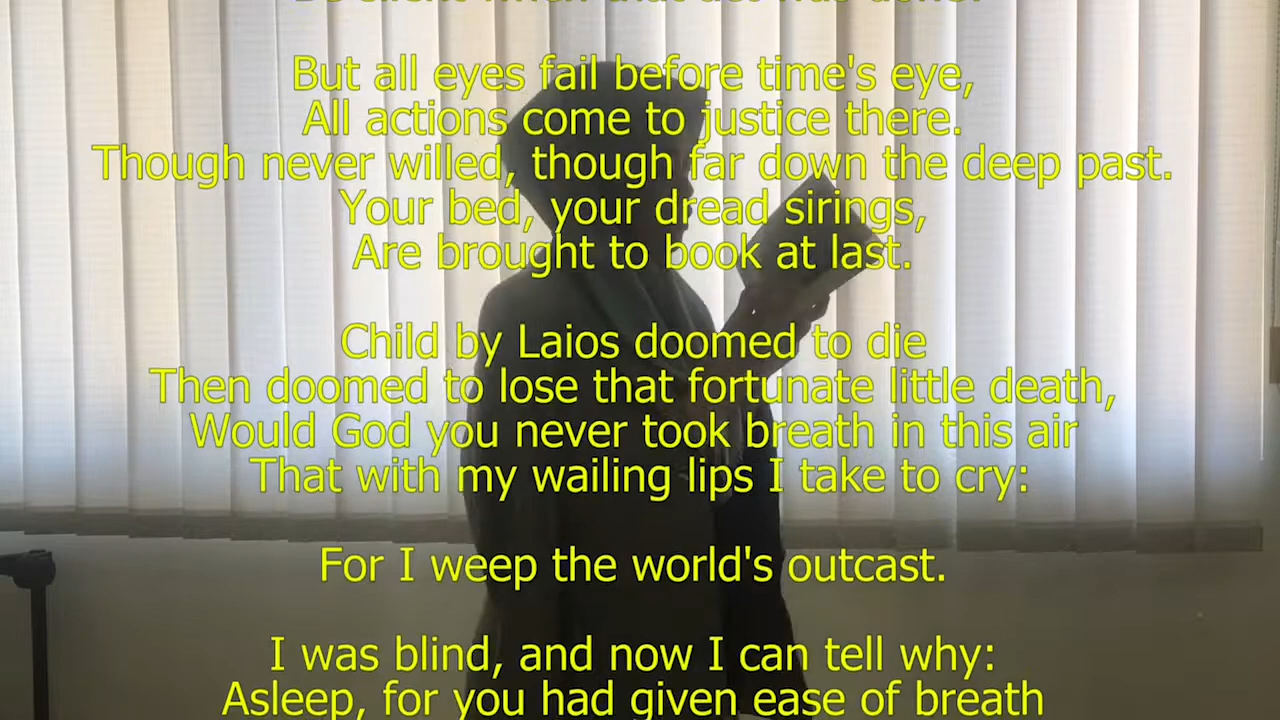 But all eyes fail before time's eye,
All actions come to justice there.
Though never willed, though far down the deep past.
Your bed, your dread sirings,
Are brought to book at last.
Child by Laios doomed to die
Then doomed to lose that fortunate little death,
Would God you never took breath in this air
That with my wailing lips I take to cry:
For I weep the world's outcast.
I was blind, and now I can tell why:
Asleep, for you had given ease of breath